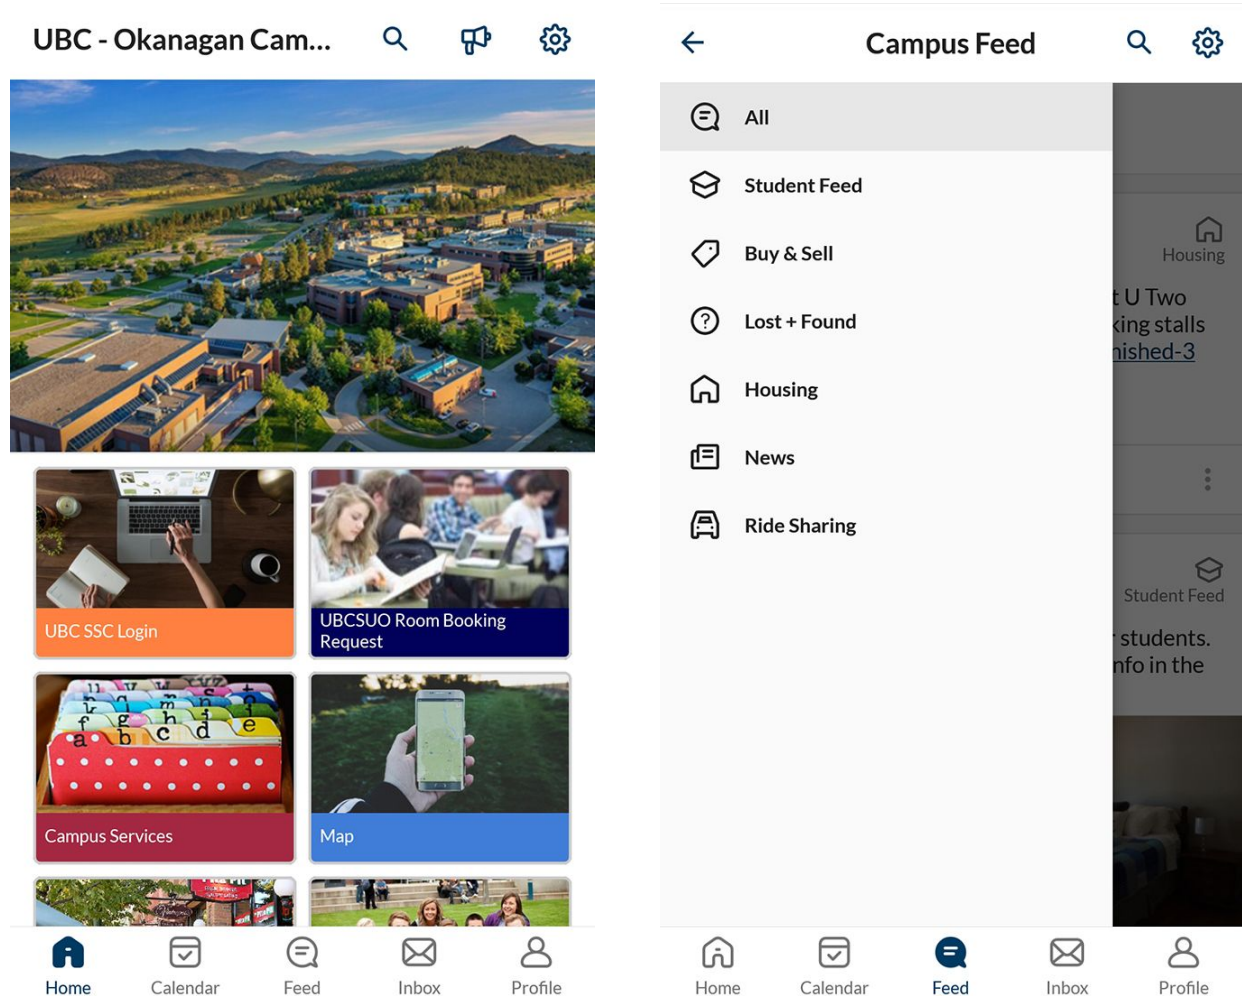 UBC - Okanagan Cam...
UBC SSC Login
UBCSUO Room Booking
Request
a b c d e
f g h i
Campus Services
Map
Home
Calendar
Feed
Inbox
Profile
Campus Feed
All
Student Feed
Buy & Sell
Lost + Found
Housing
News
Ride Sharing
Housing
t U Two
king stalls
nished-3
Student Feed
students.
nfo in the
Home
Calendar
Feed
Inbox
Profile